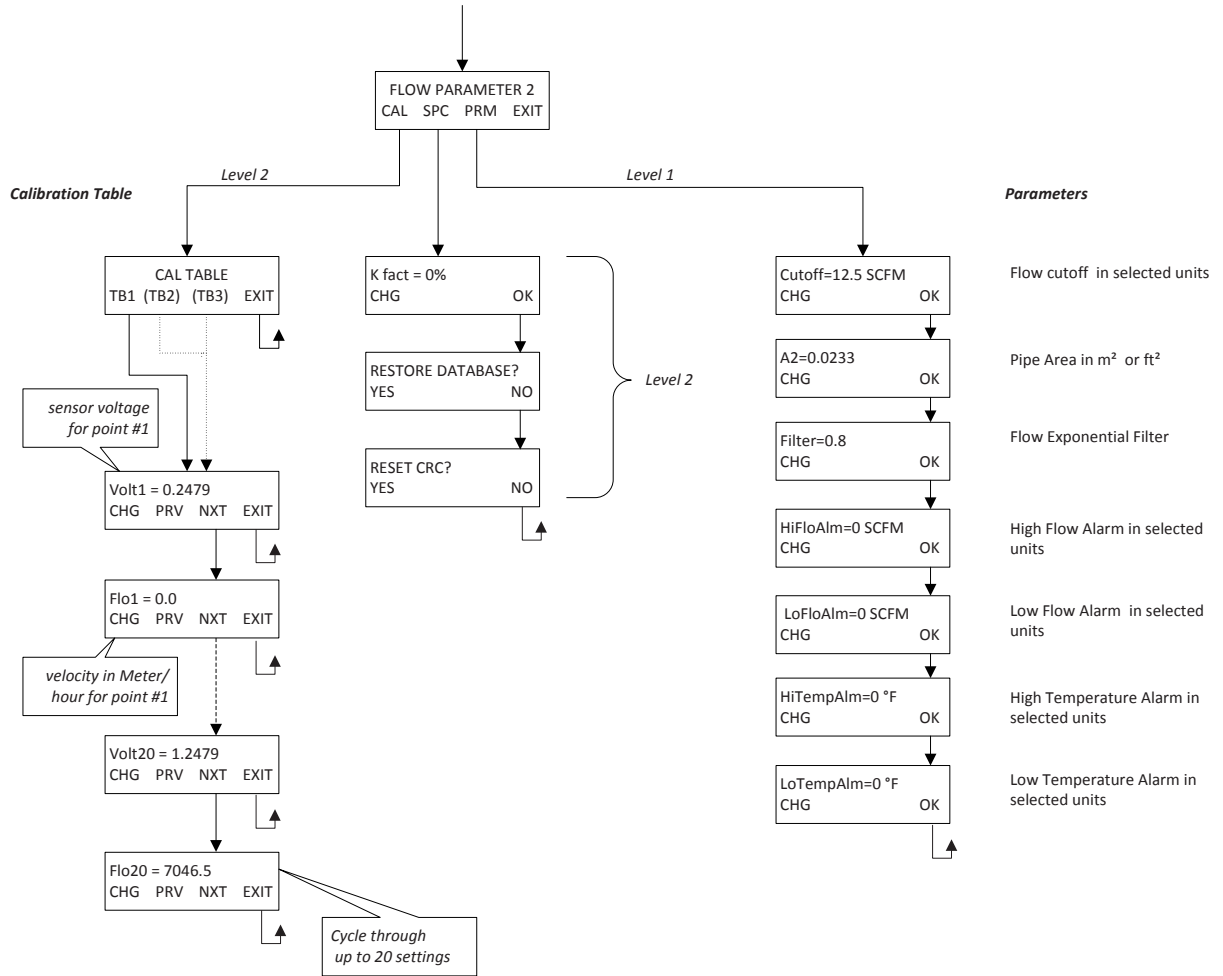 FLOW PARAMETER 2
CAL SPC PRM EXIT
Level 2
Level 1
Calibration Table
Parameters
CAL TABLE
TB1 (TB2) (TB3) EXIT
sensor voltage
for point #1
Volt1 = 0.2479
CHG PRV NXT EXIT
Flo1 = 0.0
CHG PRV NXT EXIT
velocity in Meter/
hour for point #1
Volt20 = 1.2479
CHG PRV NXT EXIT
Flo20 = 7046.5
CHG PRV NXT EXIT
Cycle through
up to 20 settings
K fact = 0%
CHG OK
RESTORE DATABASE?
YES NO
RESET CRC?
YES NO
Level 2
Cutoff=12.5 SCFM
CHG OK
Flow cutoff in selected units
A2=0.0233
CHG OK
Pipe Area in m² or ft²
Filter=0.8
CHG OK
Flow Exponential Filter
HiFloAlm=0 SCFM
CHG OK
High Flow Alarm in selected
units
LoFloAlm=0 SCFM
CHG OK
Low Flow Alarm in selected
units
HiTempAlm=0 °F
CHG OK
High Temperature Alarm in
selected units
LoTempAlm=0 °F
CHG OK
Low Temperature Alarm in
selected units